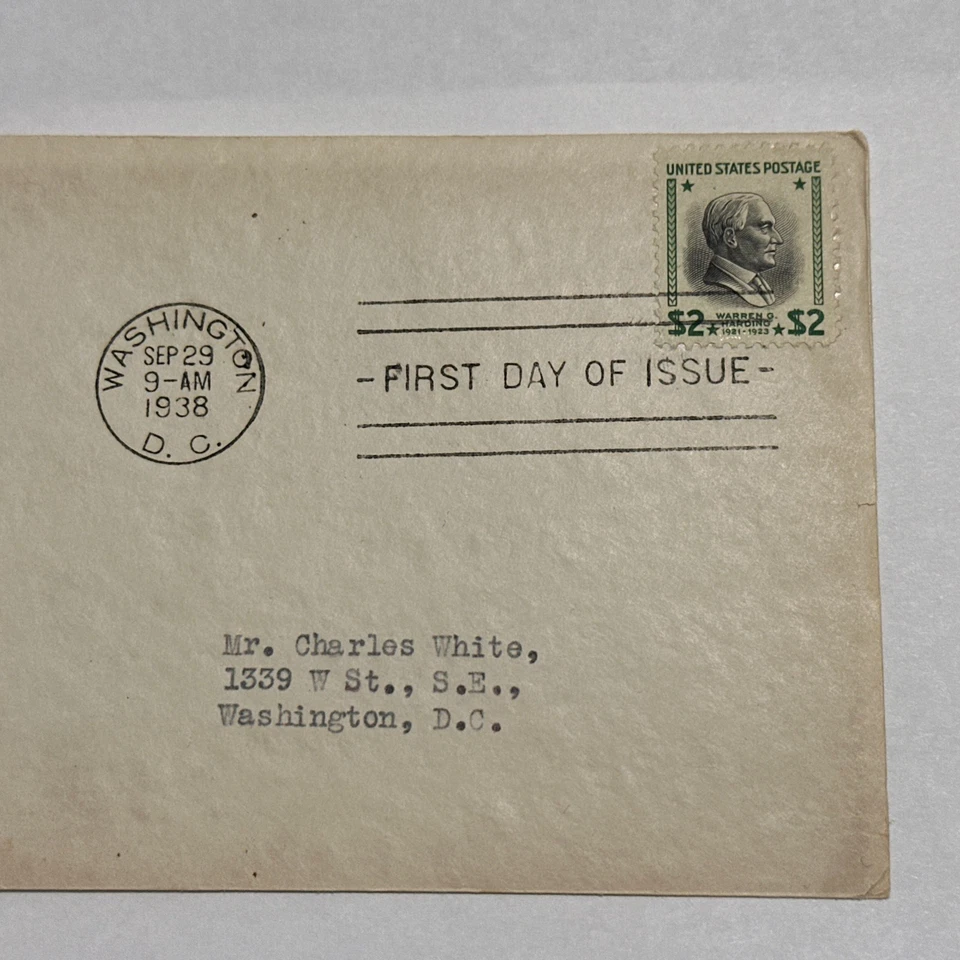 UNITED STATES POSTAGE
$2 WARREN G. HARDING 1921-1923 $2
WASHINGTON
SEP 29
9-AM
1938
D. C.
-FIRST DAY OF ISSUE-
Mr. Charles White,
1339 W St., S.E.,
Washington, D.C.